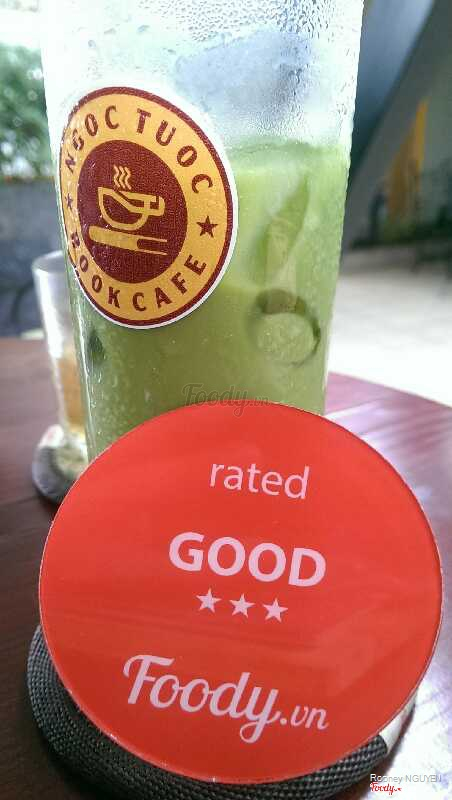 NGOC TUOC
BOOK CAFE
Foody.vn
rated
GOOD
Foody.vn
Rooney NGUYEN
Foody.vn